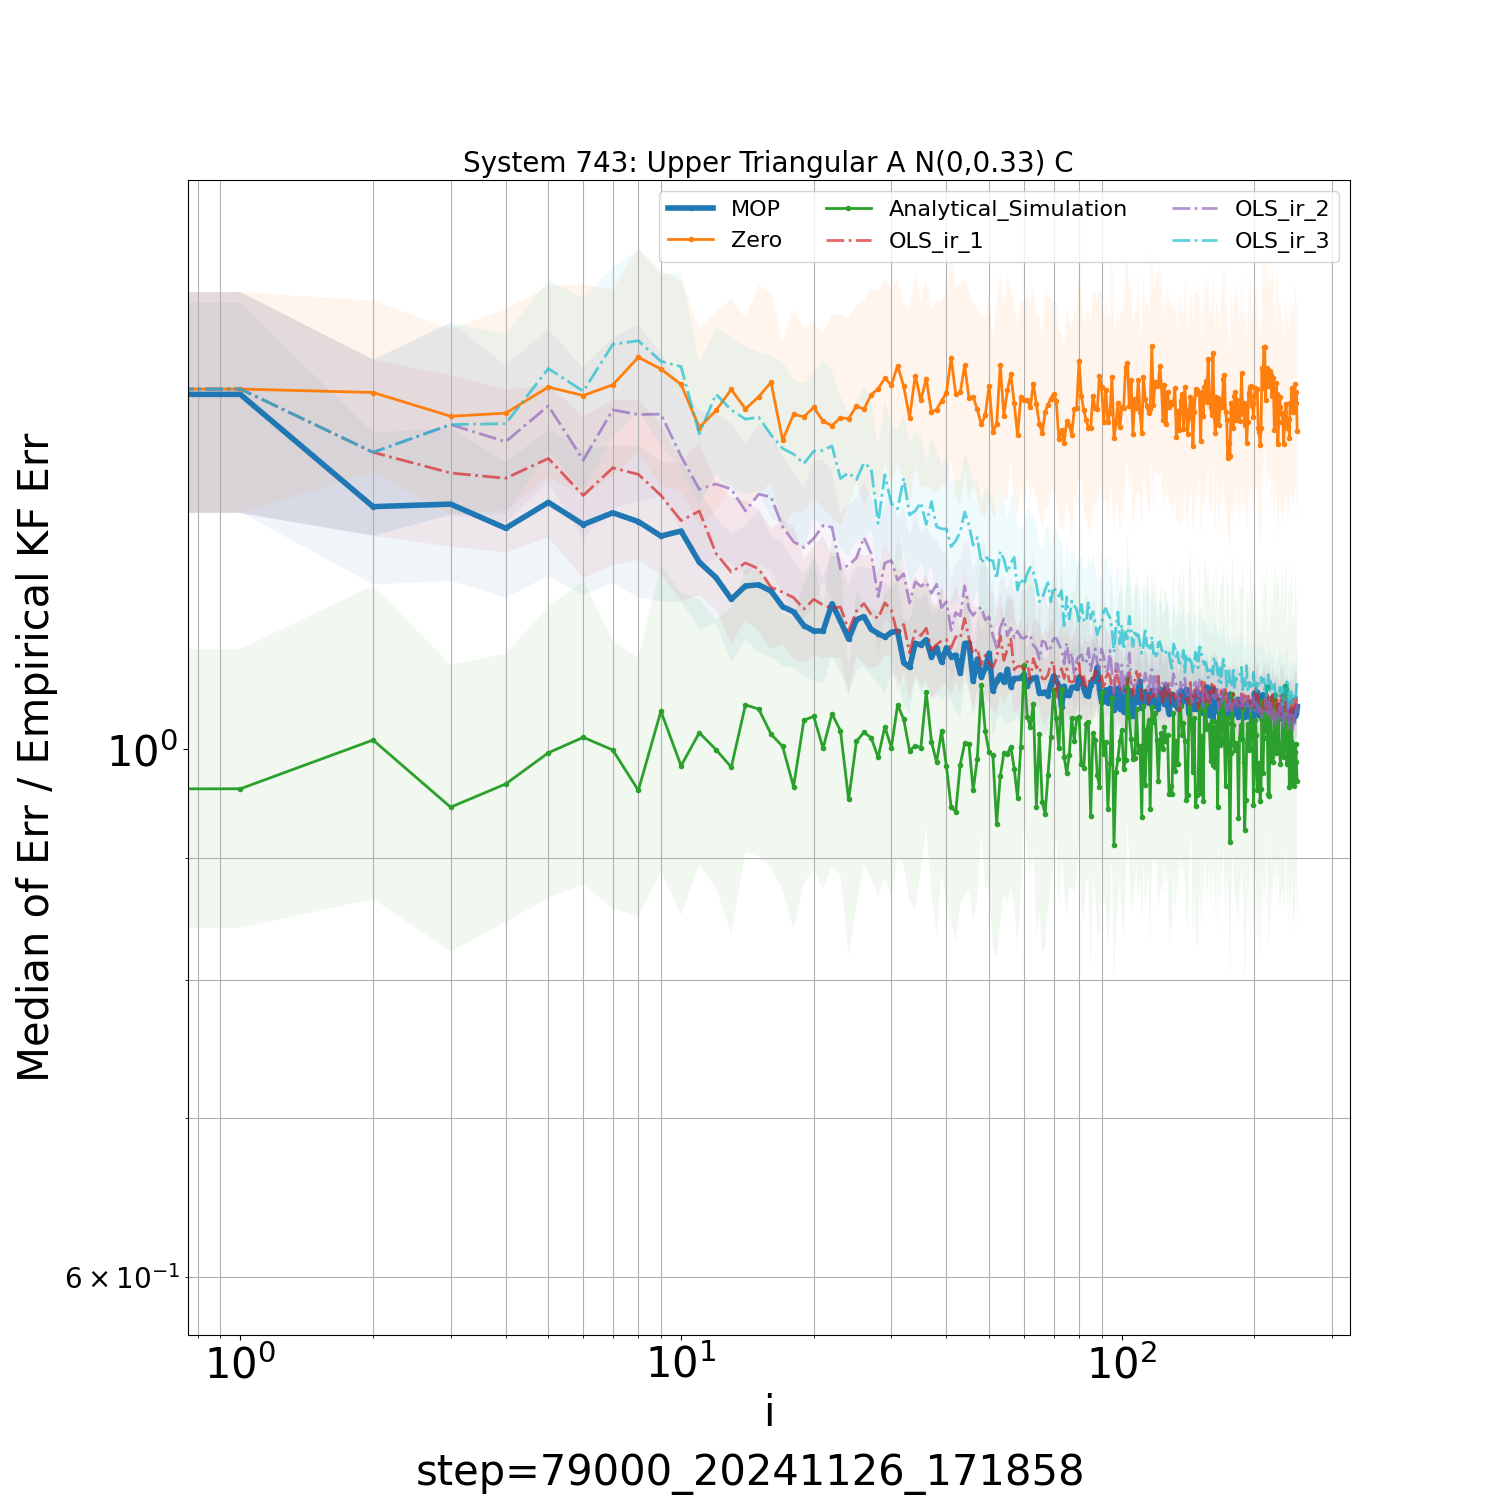 System 743: Upper Triangular A N(0,0.33) C
MOP
Zero
Analytical_Simulation
OLS_ir_1
OLS_ir_2
OLS_ir_3
Median of Err / Empirical KF Err
10⁰
6 × 10⁻¹
10⁰
10¹
10²
i
step=79000_20241126_171858